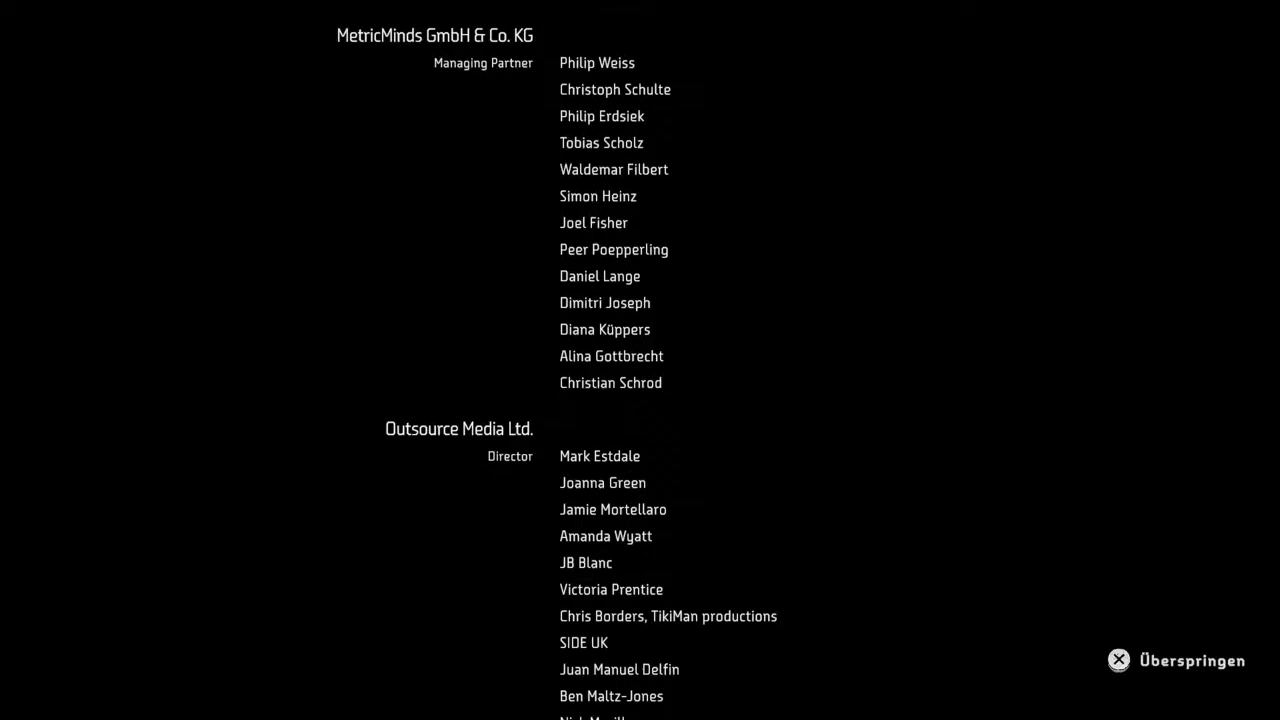 MetricMinds GmbH & Co. KG
Managing Partner Philip Weiss
Christoph Schulte
Philip Erdsiek
Tobias Scholz
Waldemar Filbert
Simon Heinz
Joel Fisher
Peer Poepperling
Daniel Lange
Dimitri Joseph
Diana Küppers
Alina Gottbrecht
Christian Schrod
Outsource Media Ltd.
Director Mark Estdale
Joanna Green
Jamie Mortellaro
Amanda Wyatt
JB Blanc
Victoria Prentice
Chris Borders, TikiMan productions
SIDE UK
Juan Manuel Delfin
Ben Maltz-Jones
Überspringen